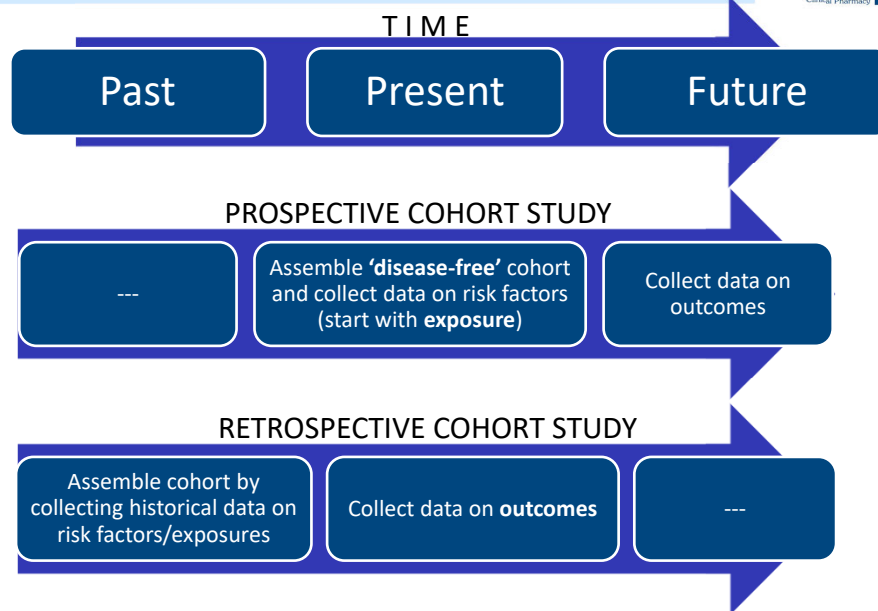 Clinical Pharmacy
T I M E
Past
Present
Future
PROSPECTIVE COHORT STUDY
---
Assemble ‘disease-free’ cohort
and collect data on risk factors
(start with exposure)
Collect data on
outcomes
RETROSPECTIVE COHORT STUDY
Assemble cohort by
collecting historical data on
risk factors/exposures
Collect data on outcomes
---